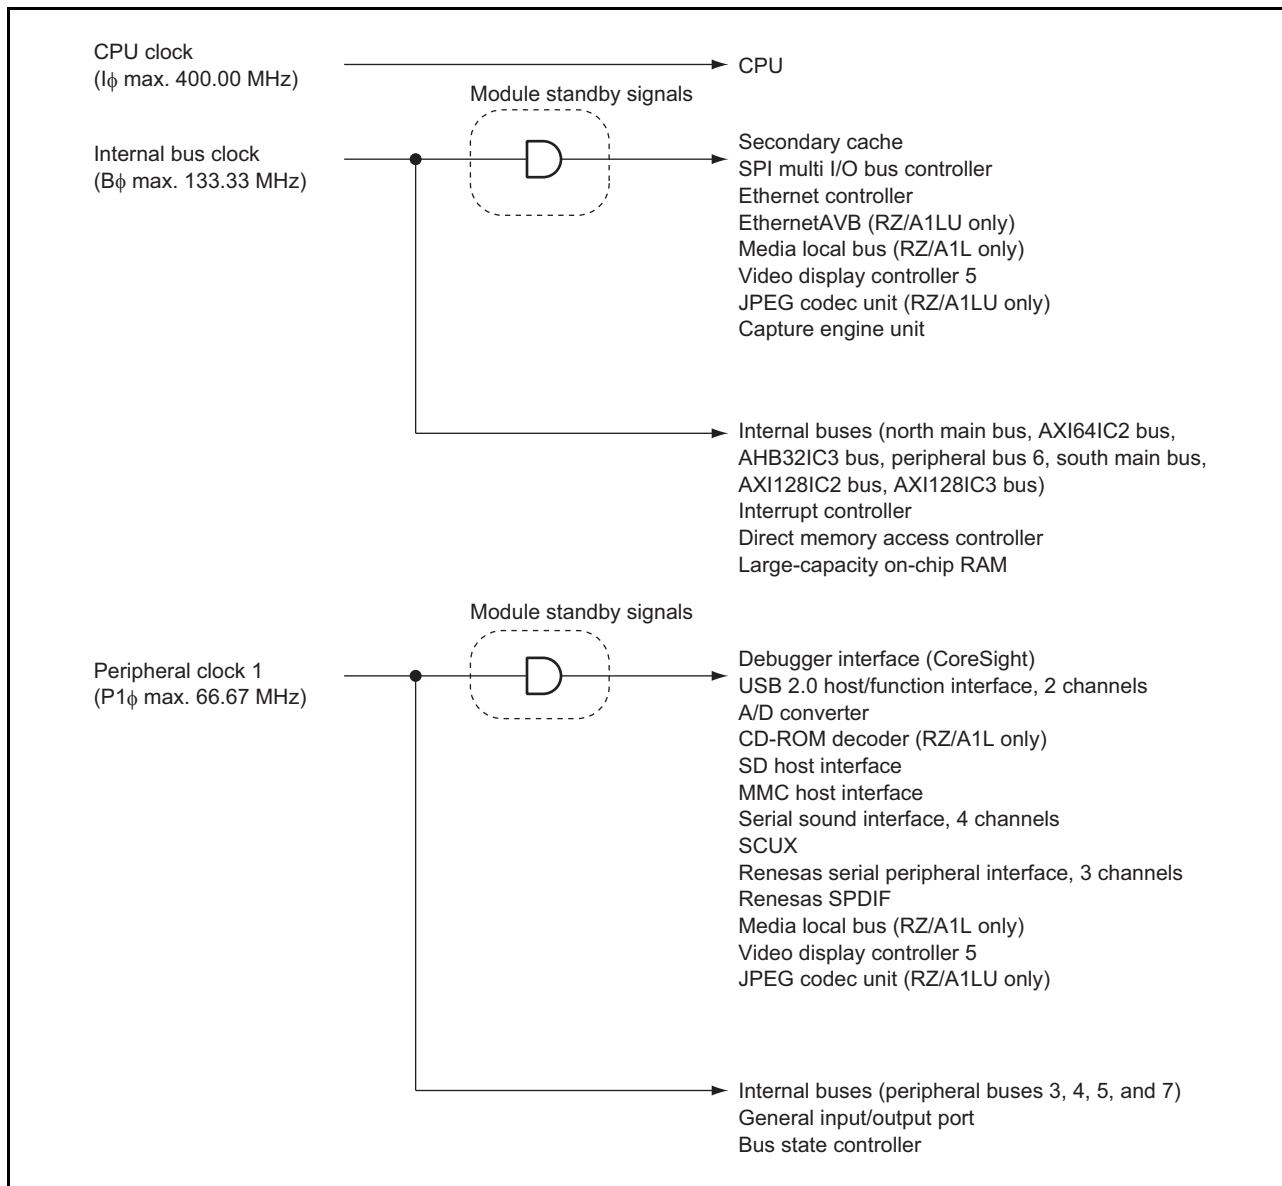 CPU clock
(Iϕ max. 400.00 MHz)
CPU
Module standby signals
Internal bus clock
(Bϕ max. 133.33 MHz)
Secondary cache
SPI multi I/O bus controller
Ethernet controller
EthernetAVB (RZ/A1LU only)
Media local bus (RZ/A1L only)
Video display controller 5
JPEG codec unit (RZ/A1LU only)
Capture engine unit
Internal buses (north main bus, AXI64IC2 bus,
AHB32IC3 bus, peripheral bus 6, south main bus,
AXI128IC2 bus, AXI128IC3 bus)
Interrupt controller
Direct memory access controller
Large-capacity on-chip RAM
Module standby signals
Peripheral clock 1
(P1ϕ max. 66.67 MHz)
Debugger interface (CoreSight)
USB 2.0 host/function interface, 2 channels
A/D converter
CD-ROM decoder (RZ/A1L only)
SD host interface
MMC host interface
Serial sound interface, 4 channels
SCUX
Renesas serial peripheral interface, 3 channels
Renesas SPDIF
Media local bus (RZ/A1L only)
Video display controller 5
JPEG codec unit (RZ/A1LU only)
Internal buses (peripheral buses 3, 4, 5, and 7)
General input/output port
Bus state controller